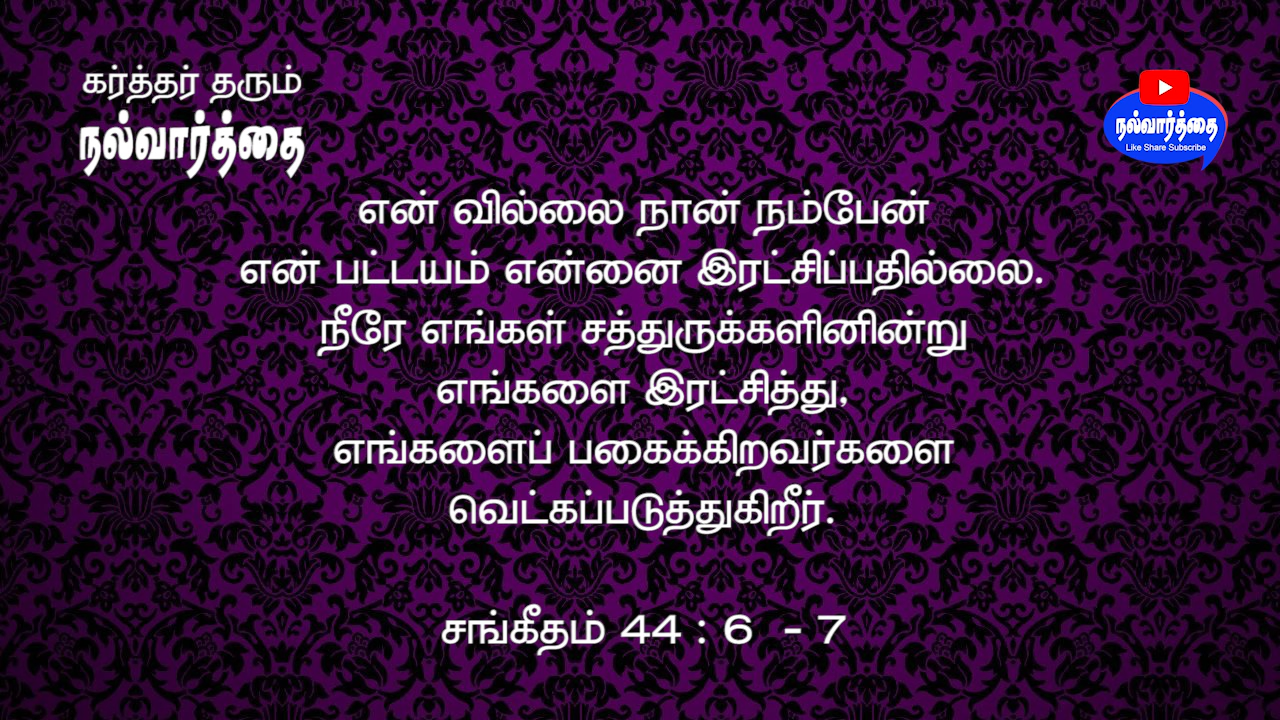 கர்த்தர் தரும்
நல்வார்த்தை
நல்வார்த்தை
Like Share Subscribe
என் வில்லை நான் நம்பேன்
என் பட்டயம் என்னை இரட்சிப்பதில்லை.
நீரே எங்கள் சத்துருக்களினின்று
எங்களை இரட்சித்து,
எங்களைப் பகைக்கிறவர்களை
வெட்கப்படுத்துகிறீர்.
சங்கீதம் 44 : 6 - 7